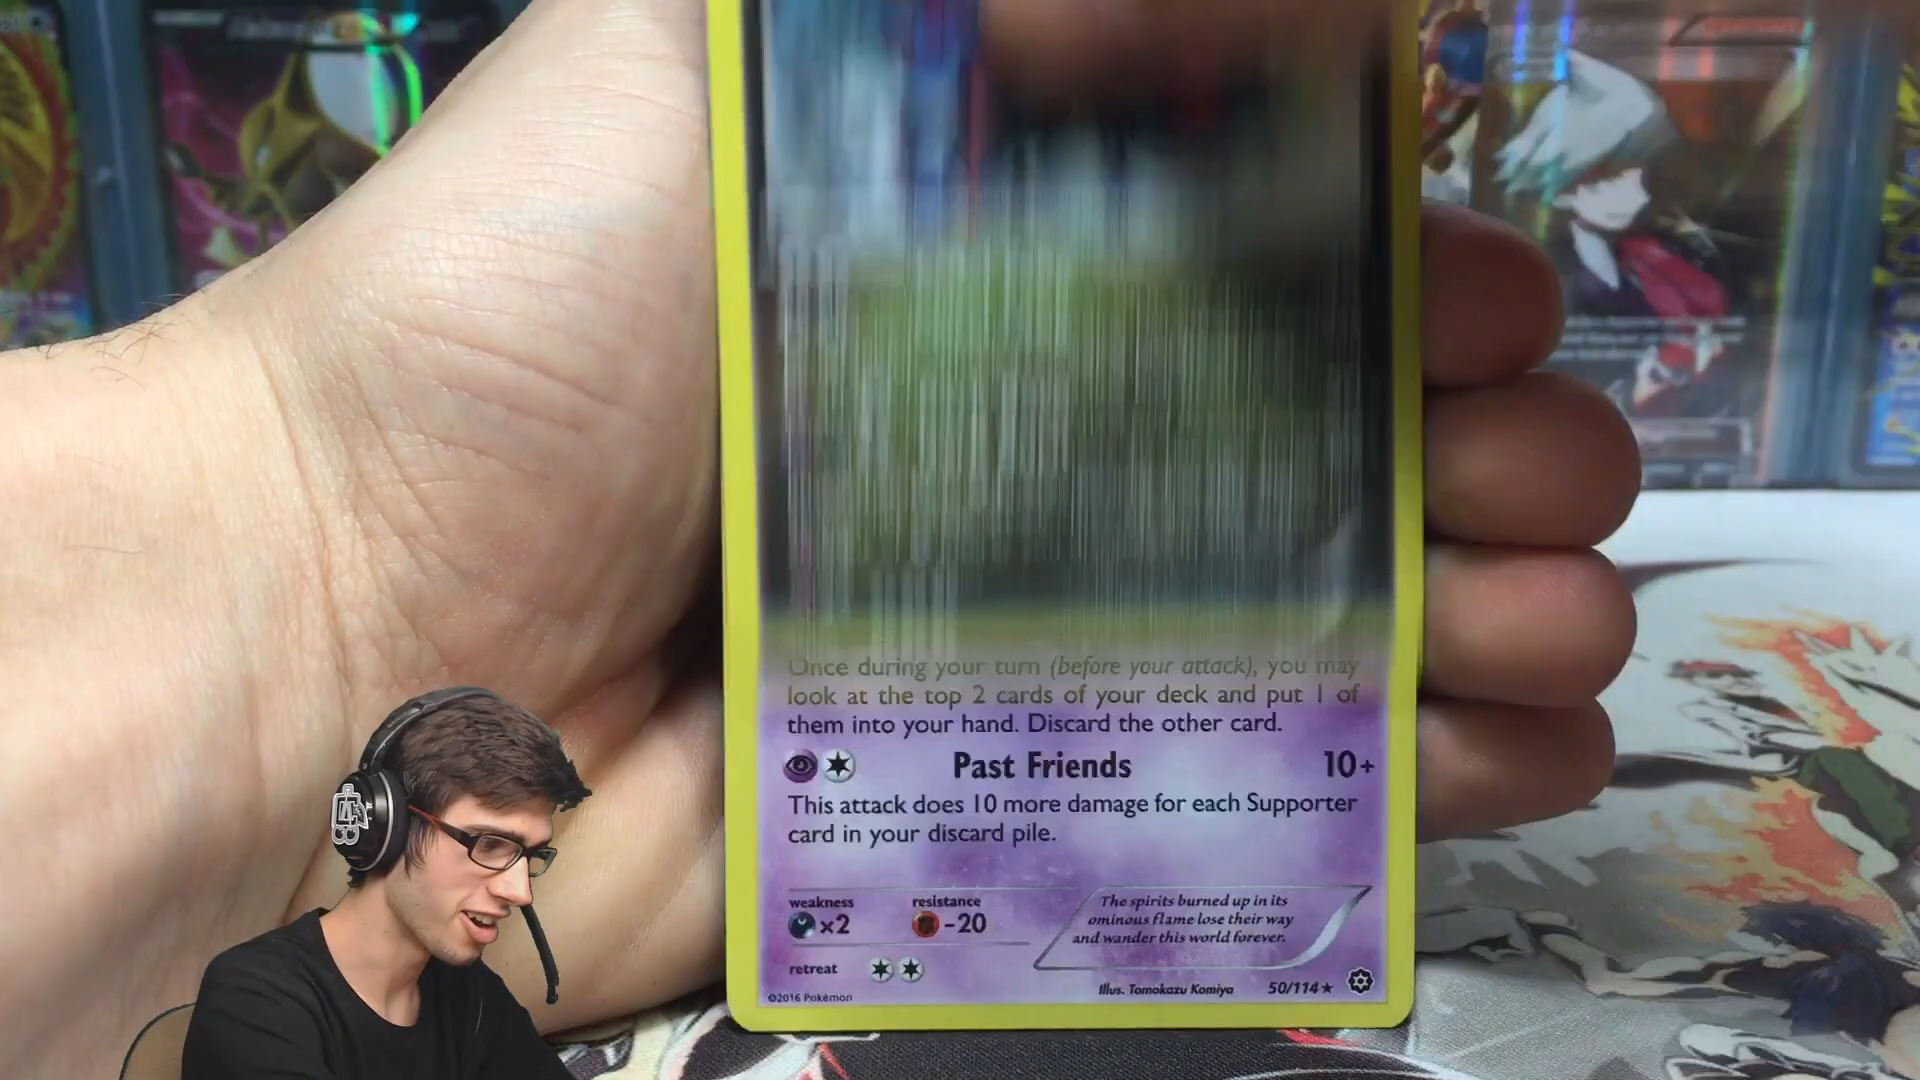 Once during your turn (before your attack), you may
look at the top 2 cards of your deck and put 1 of
them into your hand. Discard the other card.
Past Friends 10+
This attack does 10 more damage for each Supporter
card in your discard pile.
weakness resistance
×2 -20
The spirits burned up in its
ominous flame lose their way
and wander this world forever.
retreat
©2016 Pokémon Illus. Tomokazu Komiya 50/114★